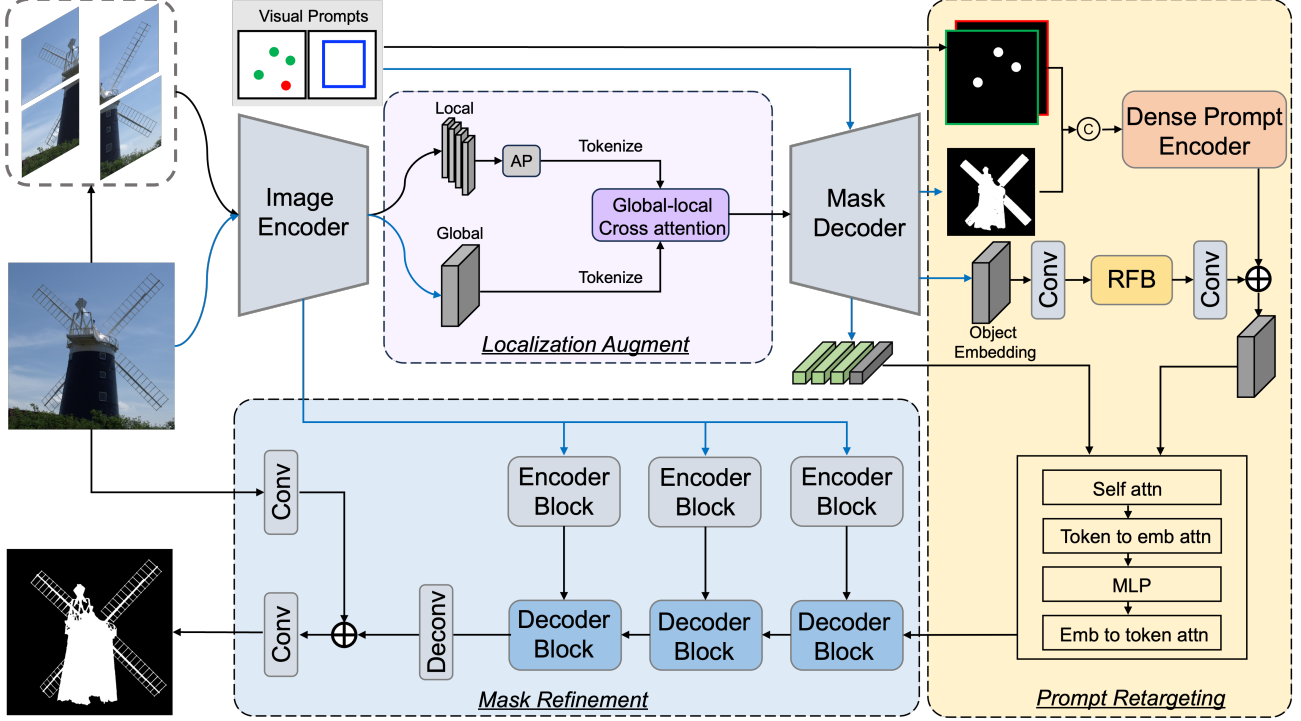 Visual Prompts
Image
Encoder
Local
AP
Tokenize
Global-local
Cross attention
Global
Tokenize
Localization Augment
Mask
Decoder
C
Dense Prompt
Encoder
Conv
RFB
Conv
Object
Embedding
Self attn
Token to emb attn
MLP
Emb to token attn
Prompt Retargeting
Conv
Encoder
Block
Encoder
Block
Encoder
Block
Conv
Deconv
Decoder
Block
Decoder
Block
Decoder
Block
Mask Refinement